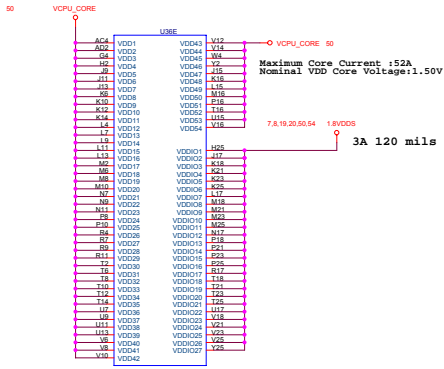 50 VCPU_CORE
U36E
AC4 VDD1 VDD43 V12 VCPU_CORE 50
AD2 VDD2 VDD44 V14
G4 VDD3 VDD45 W4
H2 VDD4 VDD46 Y2
J9 VDD5 VDD47 J15
J11 VDD6 VDD48 K16
J13 VDD7 VDD49 L15
K6 VDD8 VDD50 M16
K10 VDD9 VDD51 P16
K12 VDD10 VDD52 T16
K14 VDD11 VDD53 U15
L4 VDD12 VDD54 V16
L7 VDD13
L9 VDD14
L11 VDD15 VDDIO1 H25
L13 VDD16 VDDIO2 J17
M2 VDD17 VDDIO3 K18
M6 VDD18 VDDIO4 K21
M8 VDD19 VDDIO5 K23
M10 VDD20 VDDIO6 K25
N7 VDD21 VDDIO7 L17
N9 VDD22 VDDIO8 M18
N11 VDD23 VDDIO9 M21
P8 VDD24 VDDIO10 M23
P10 VDD25 VDDIO11 M25
R4 VDD26 VDDIO12 N17
R7 VDD27 VDDIO13 P18
R9 VDD28 VDDIO14 P21
R11 VDD29 VDDIO15 P23
T2 VDD30 VDDIO16 P25
T6 VDD31 VDDIO17 R17
T8 VDD32 VDDIO18 T18
T10 VDD33 VDDIO19 T21
T12 VDD34 VDDIO20 T23
T14 VDD35 VDDIO21 T25
U7 VDD36 VDDIO22 U17
U9 VDD37 VDDIO23 V18
U11 VDD38 VDDIO24 V21
U13 VDD39 VDDIO25 V23
V6 VDD40 VDDIO26 V25
V8 VDD41 VDDIO27 Y25
V10 VDD42
Maximum Core Current :52A
Nominal VDD Core Voltage:1.50V
7,8,19,20,50,54 1.8VDDS
3A 120 mils